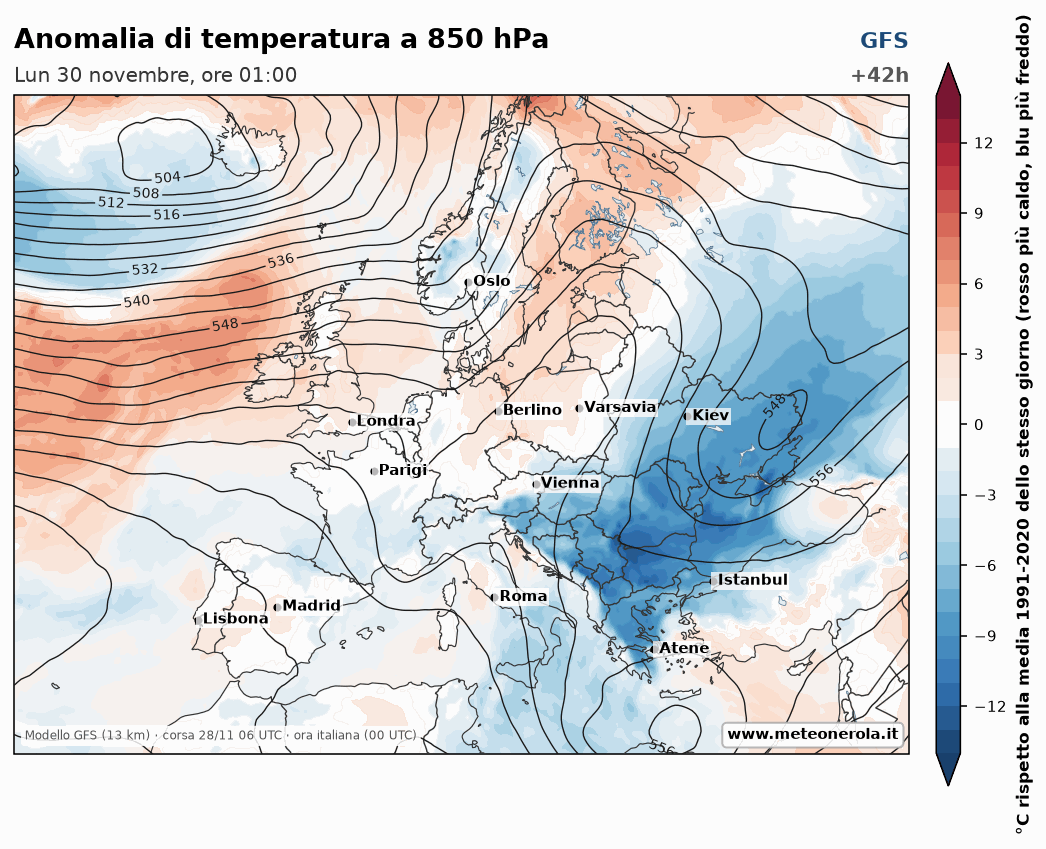 Anomalia di temperatura a 850 hPa
GFS
Lun 30 novembre, ore 01:00
+42h
504
508
512
516
532
536
540
548
Oslo
Londra
Berlino
Varsavia
Kiev
548
Parigi
Vienna
556
Istanbul
Roma
Madrid
Lisbona
Atene
556
Modello GFS (13 km) · corsa 28/11 06 UTC · ora italiana (00 UTC)
www.meteonerola.it
12
9
6
3
0
−3
−6
−9
−12
°C rispetto alla media 1991-2020 dello stesso giorno (rosso più caldo, blu più freddo)